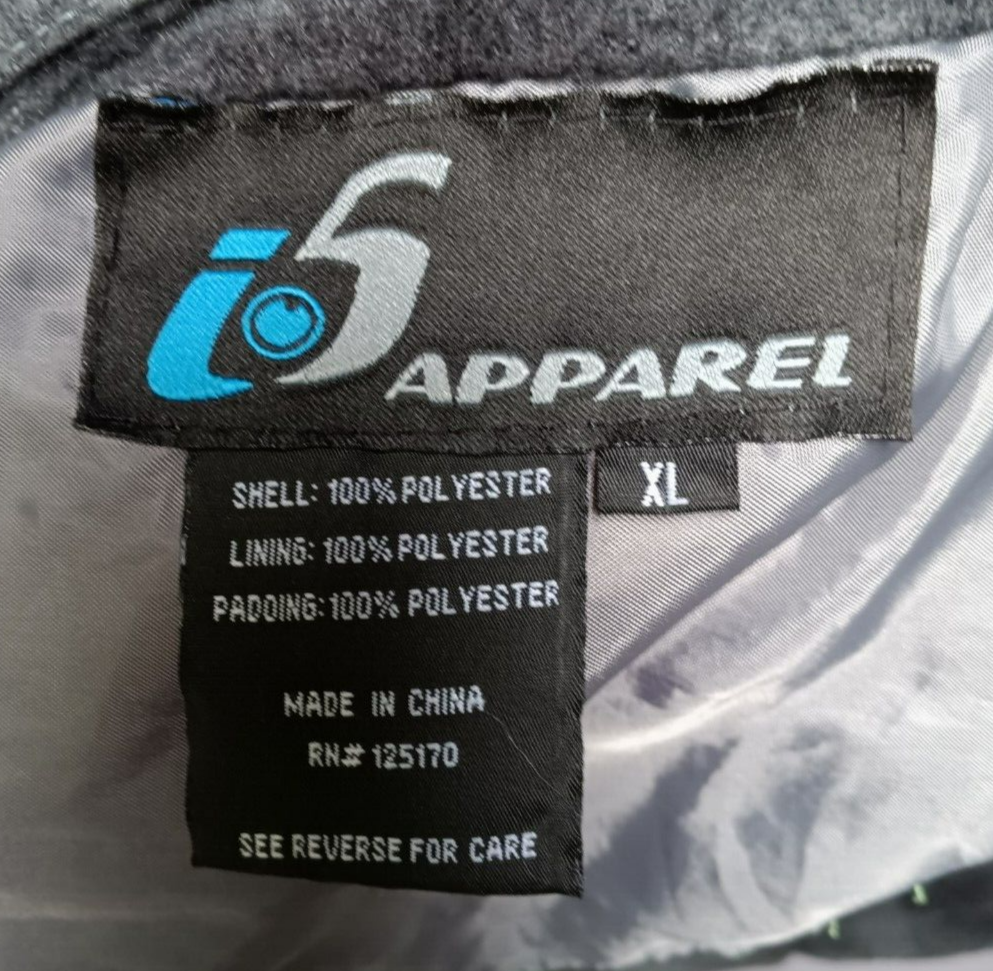 i5 APPAREL
XL
SHELL: 100% POLYESTER
LINING: 100% POLYESTER
PADDING: 100% POLYESTER
MADE IN CHINA
RN# 125170
SEE REVERSE FOR CARE